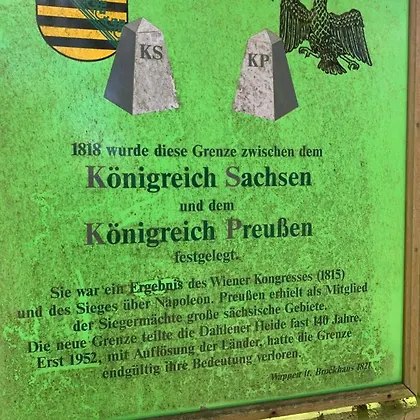 KS
KP
1818 wurde diese Grenze zwischen dem
Königreich Sachsen
und dem
Königreich Preußen
festgelegt.
Sie war ein Ergebnis des Wiener Kongresses (1815)
und des Sieges über Napoleon. Preußen erhielt als Mitglied
der Siegermächte große sächsische Gebiete.
Die neue Grenze teilte die Dahlener Heide fast 140 Jahre.
Erst 1952, mit Auflösung der Länder, hatte die Grenze
endgültig ihre Bedeutung verloren.
Wappen lt. Brockhaus 1821